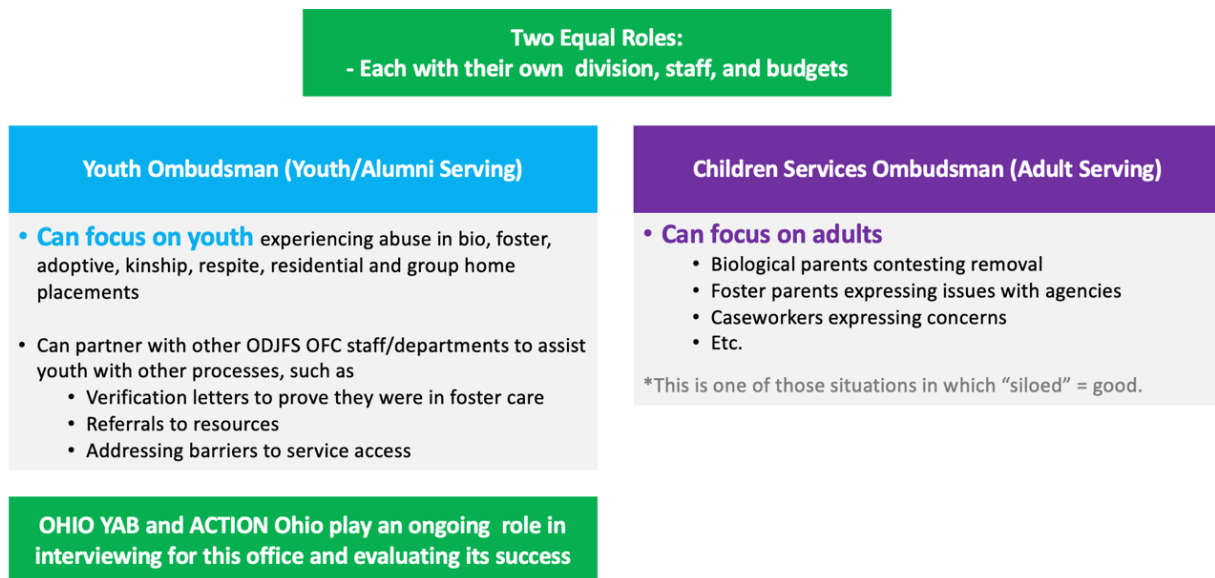 Two Equal Roles:
- Each with their own division, staff, and budgets
Youth Ombudsman (Youth/Alumni Serving)
• Can focus on youth experiencing abuse in bio, foster,
adoptive, kinship, respite, residential and group home
placements
• Can partner with other ODJFS OFC staff/departments to assist
youth with other processes, such as
• Verification letters to prove they were in foster care
• Referrals to resources
• Addressing barriers to service access
OHIO YAB and ACTION Ohio play an ongoing role in
interviewing for this office and evaluating its success
Children Services Ombudsman (Adult Serving)
• Can focus on adults
• Biological parents contesting removal
• Foster parents expressing issues with agencies
• Caseworkers expressing concerns
• Etc.
*This is one of those situations in which “siloed” = good.